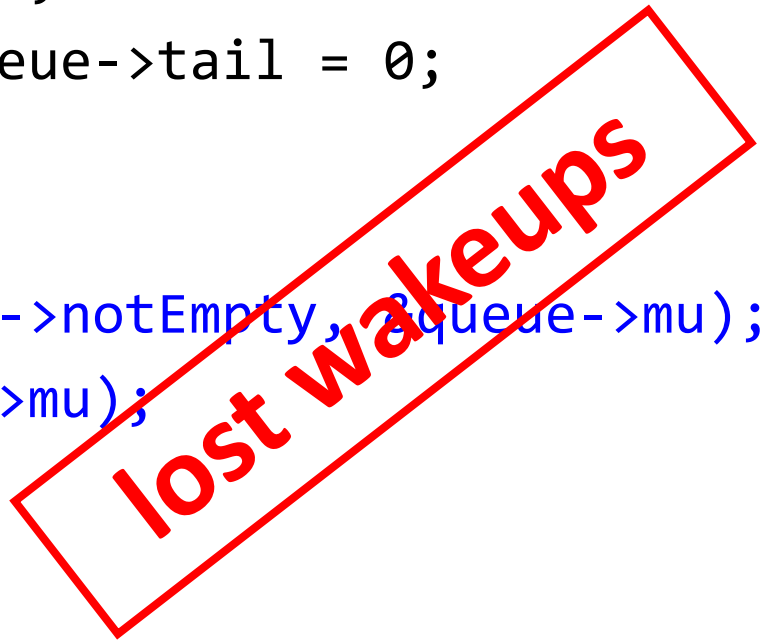 eue->tail = 0;
->notEmpty, &queue->mu);
>mu);
lost wakeups